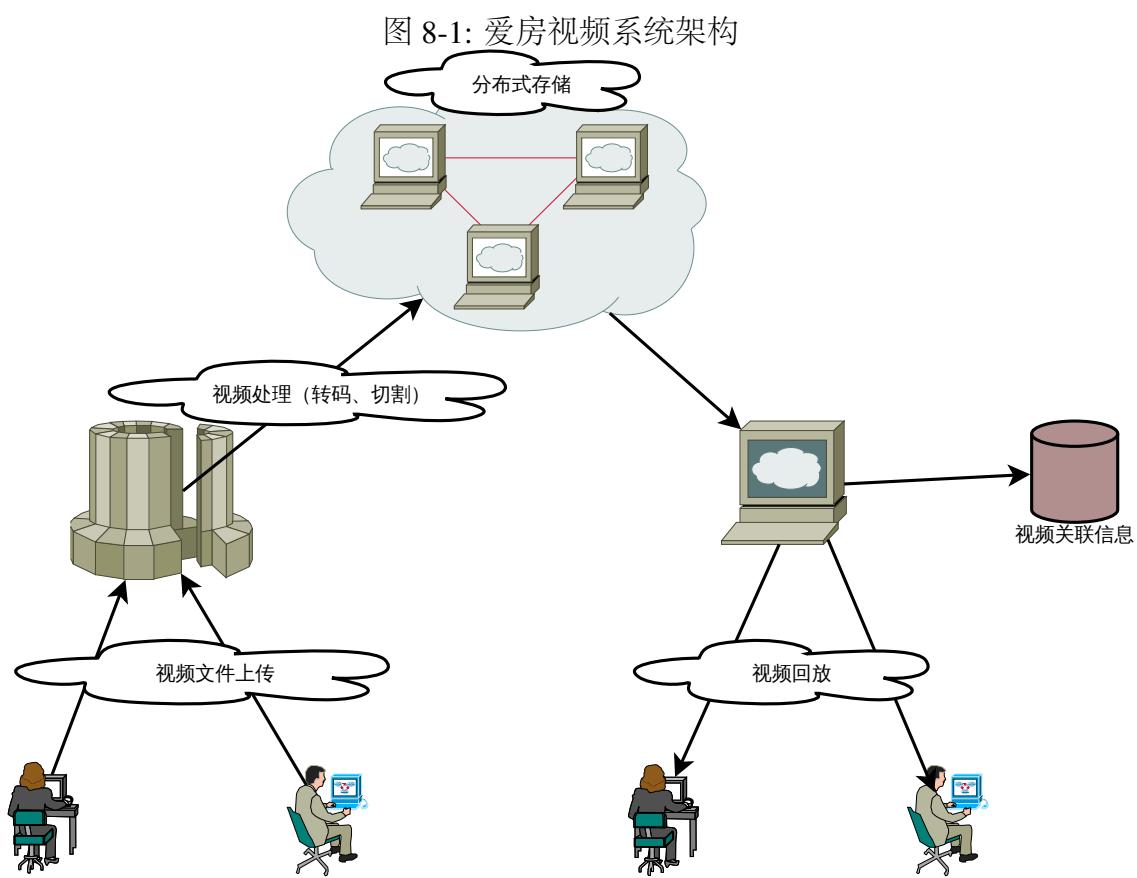 图 8-1: 爱房视频系统架构
分布式存储
视频处理（转码、切割）
视频关联信息
视频文件上传
视频回放